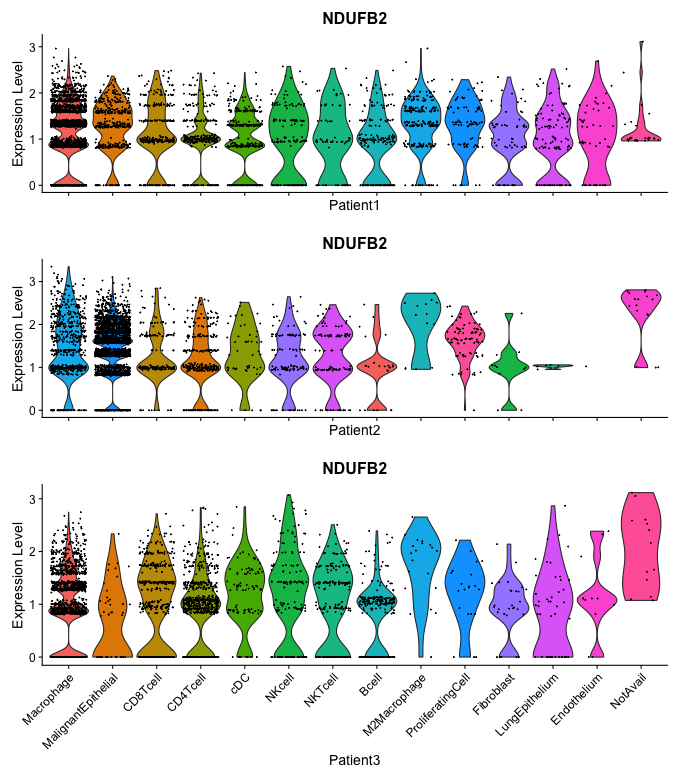 NDUFB2
Expression Level
3
2
1
0
Patient1
NDUFB2
Expression Level
3
2
1
0
Patient2
NDUFB2
Expression Level
3
2
1
0
Macrophage
MalignantEpithelial
CD8Tcell
CD4Tcell
cDC
NKcell
NKTcell
Bcell
M2Macrophage
ProliferatingCell
Fibroblast
LungEpithelium
Endothelium
NotAvail
Patient3